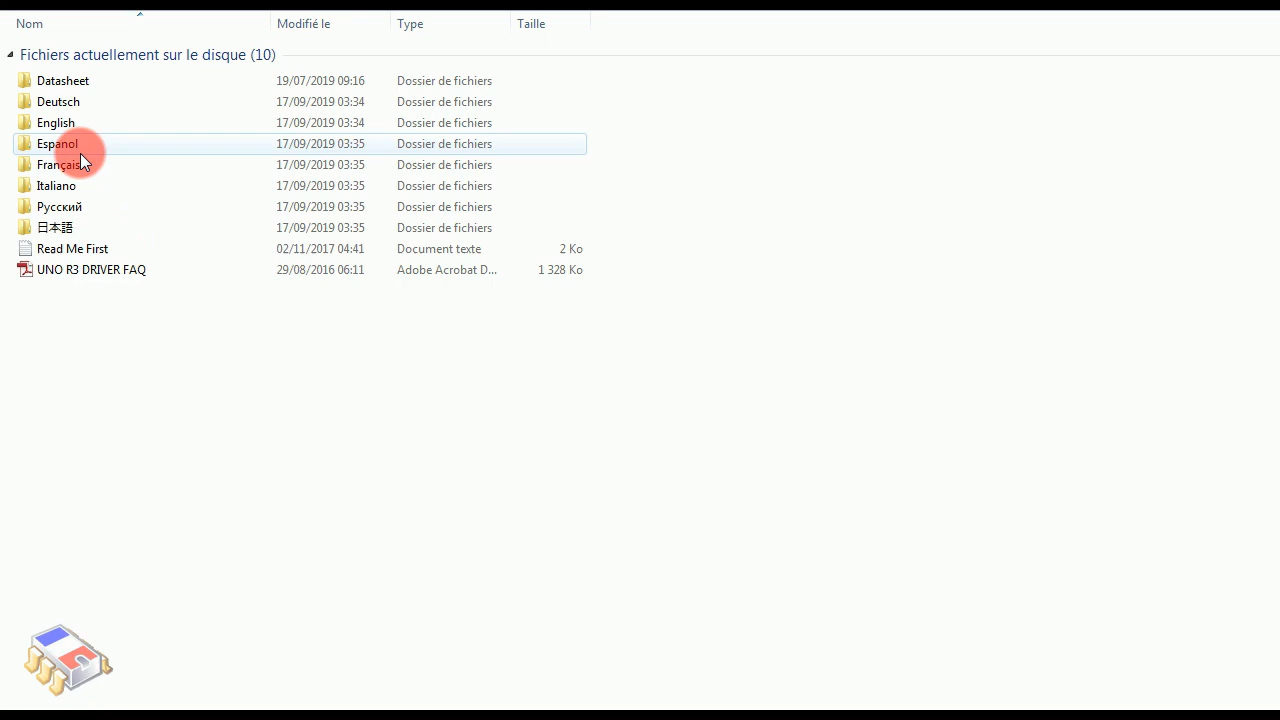 Nom Modifié le Type Taille
Fichiers actuellement sur le disque (10)
Datasheet 19/07/2019 09:16 Dossier de fichiers
Deutsch 17/09/2019 03:34 Dossier de fichiers
English 17/09/2019 03:34 Dossier de fichiers
Espanol 17/09/2019 03:35 Dossier de fichiers
Français 17/09/2019 03:35 Dossier de fichiers
Italiano 17/09/2019 03:35 Dossier de fichiers
Русский 17/09/2019 03:35 Dossier de fichiers
日本語 17/09/2019 03:35 Dossier de fichiers
Read Me First 02/11/2017 04:41 Document texte 2 Ko
UNO R3 DRIVER FAQ 29/08/2016 06:11 Adobe Acrobat D... 1 328 Ko